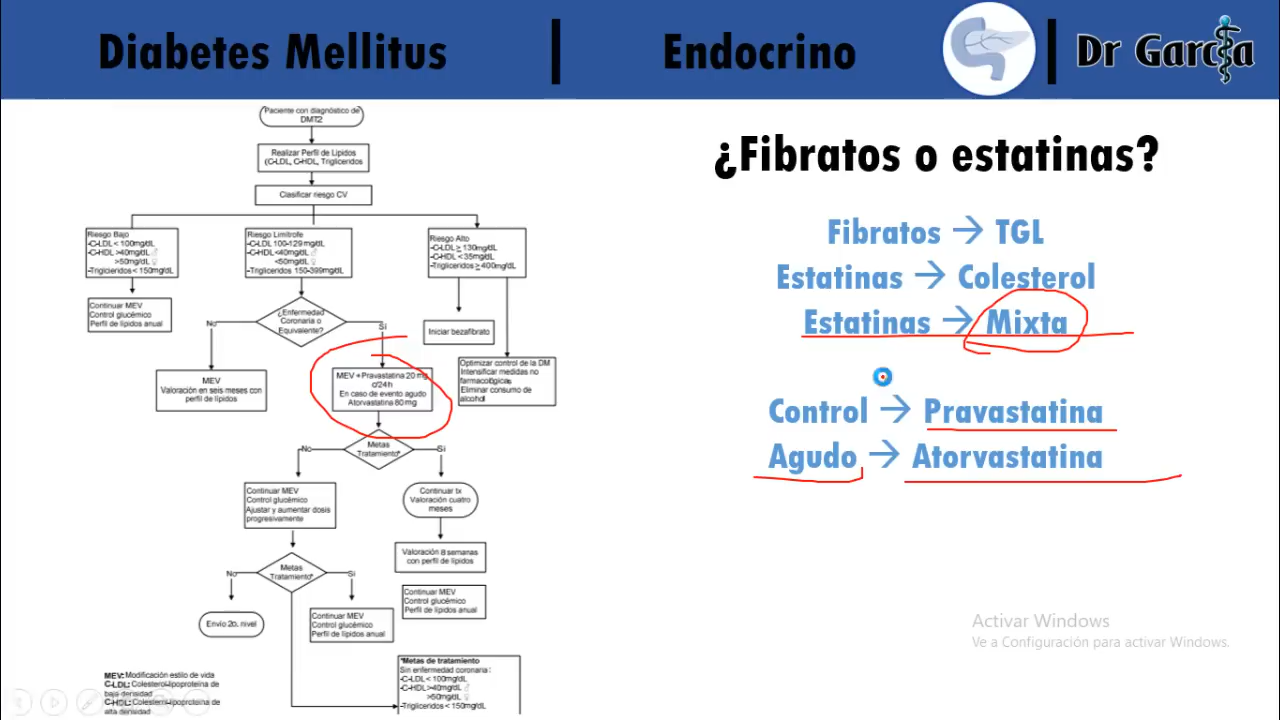 Diabetes Mellitus
Endocrino
Dr García
Paciente con diagnóstico de
DMT2
Realizar Perfil de Lípidos
(C-LDL, C-HDL, Trigliceridos
Clasificar riesgo CV
Riesgo Bajo
-C-LDL < 100mg/dL
-C-HDL >40mg/dL ♂
>50mg/dL ♀
-Trigliceridos < 150mg/dL
Riesgo Limítrofe
-C-LDL 100-129 mg/dL
-C-HDL<40mg/dL ♂
<50mg/dL ♀
-Trigliceridos 150-399mg/dL
Riesgo Alto
-C-LDL ≥ 130mg/dL
-C-HDL < 35mg/dL
-Trigliceridos ≥ 400mg/dL
Continuar MEV
Control glucémico
Perfil de lípidos anual
No
¿Enfermedad
Coronaria o
Equivalente?
Si
Iniciar bezafibrato
Optimizar control de la DM
Intensificar medidas no
farmacológicas
Eliminar consumo de
alcohol
MEV
Valoración en seis meses con
perfil de lípidos
MEV + Pravastatina 20 mg
c/24h
En caso de evento agudo
Atorvastatina 80 mg
No
Metas
Tratamiento*
Si
Continuar MEV
Control glucémico
Ajustar y aumentar dosis
progresivamente
Continuar tx
Valoración cuatro
meses
Valoración 8 semanas
con perfil de lípidos
No
Metas
Tratamiento*
Si
Continuar MEV
Control glucémico
Perfil de lípidos anual
Envío 2o. nivel
Continuar MEV
Control glucémico
Perfil de lípidos anual
*Metas de tratamiento
Sin enfermedad coronaria :
-C-LDL < 100mg/dL
-C-HDL >40mg/dL ♂
>50mg/dL ♀
-Trigliceridos < 150mg/dL
MEV: Modificación estilo de vida
C-LDL: Colesterol-lipoproteína de
baja densidad
C-HDL: Colesterol-lipoproteína de
alta densidad
¿Fibratos o estatinas?
Fibratos → TGL
Estatinas → Colesterol
Estatinas → Mixta
Control → Pravastatina
Agudo → Atorvastatina
Activar Windows
Ve a Configuración para activar Windows.